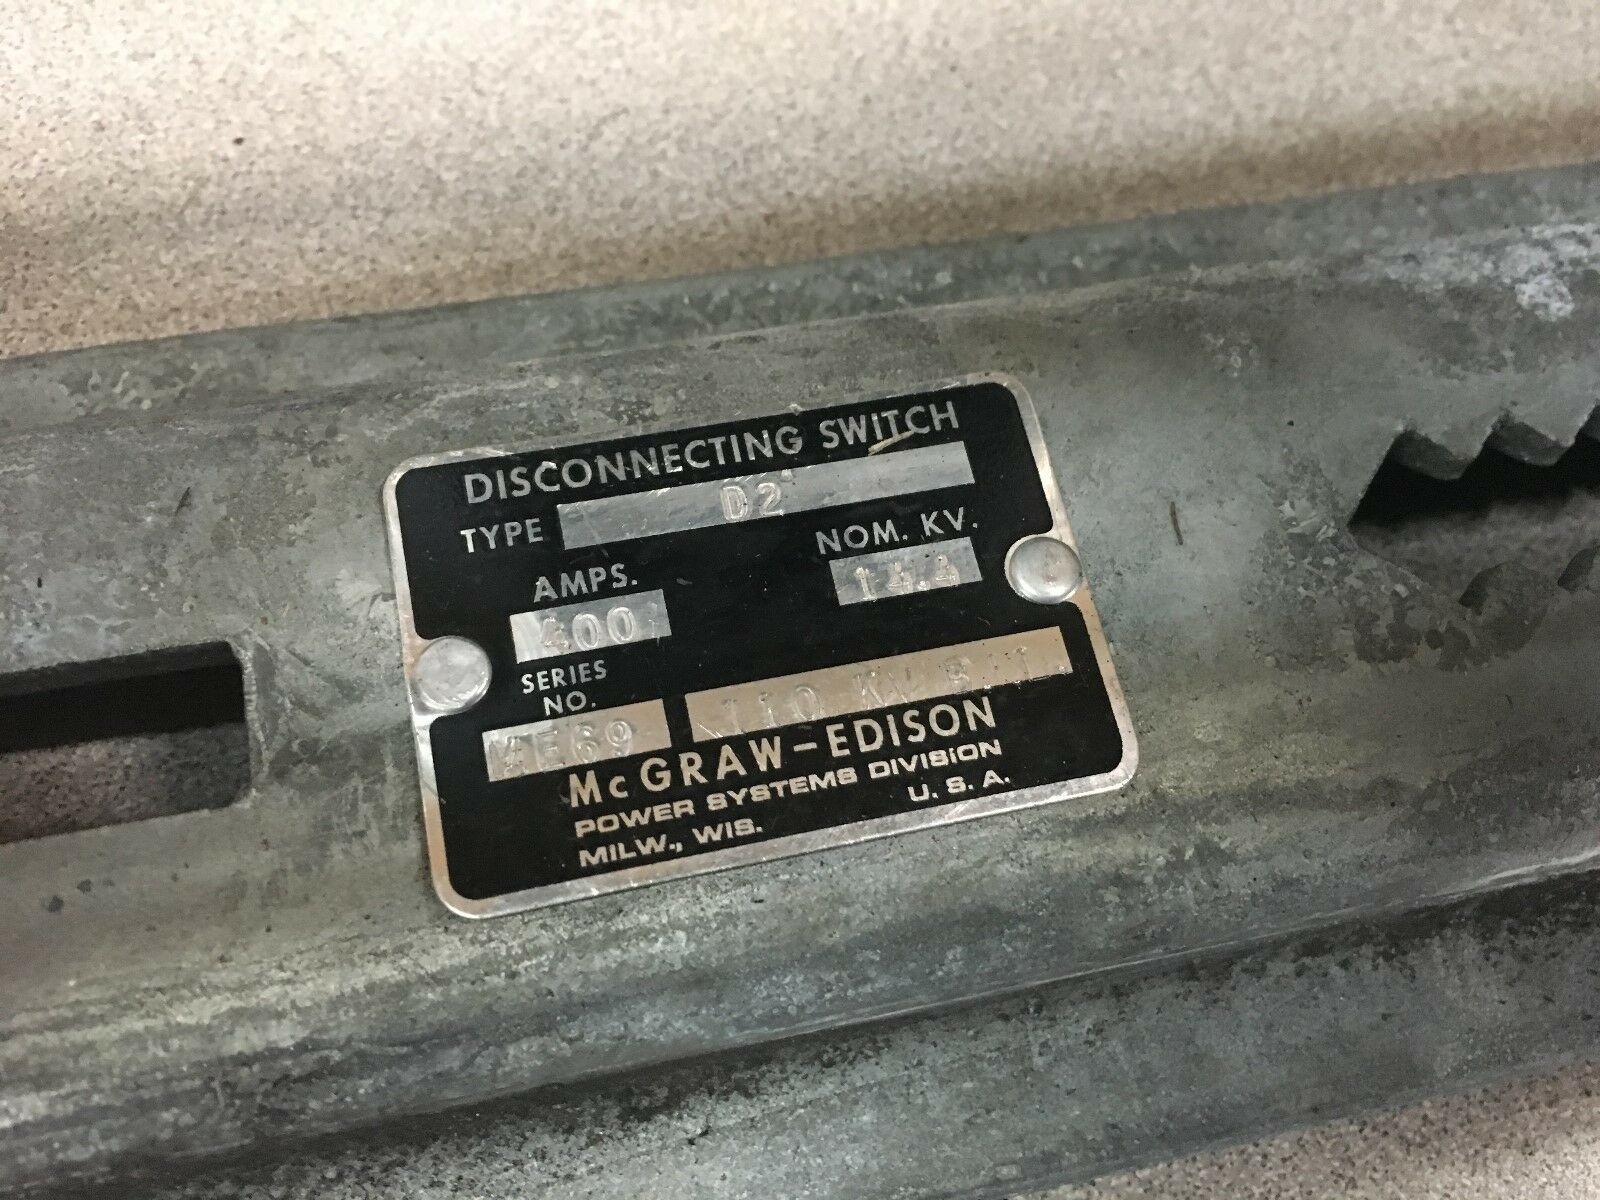 DISCONNECTING SWITCH
TYPE D2
AMPS. NOM. KV.
400 14.4
SERIES
NO.
ME69 110 KV B.I.L.
McGRAW-EDISON
POWER SYSTEMS DIVISION
MILW., WIS. U. S. A.